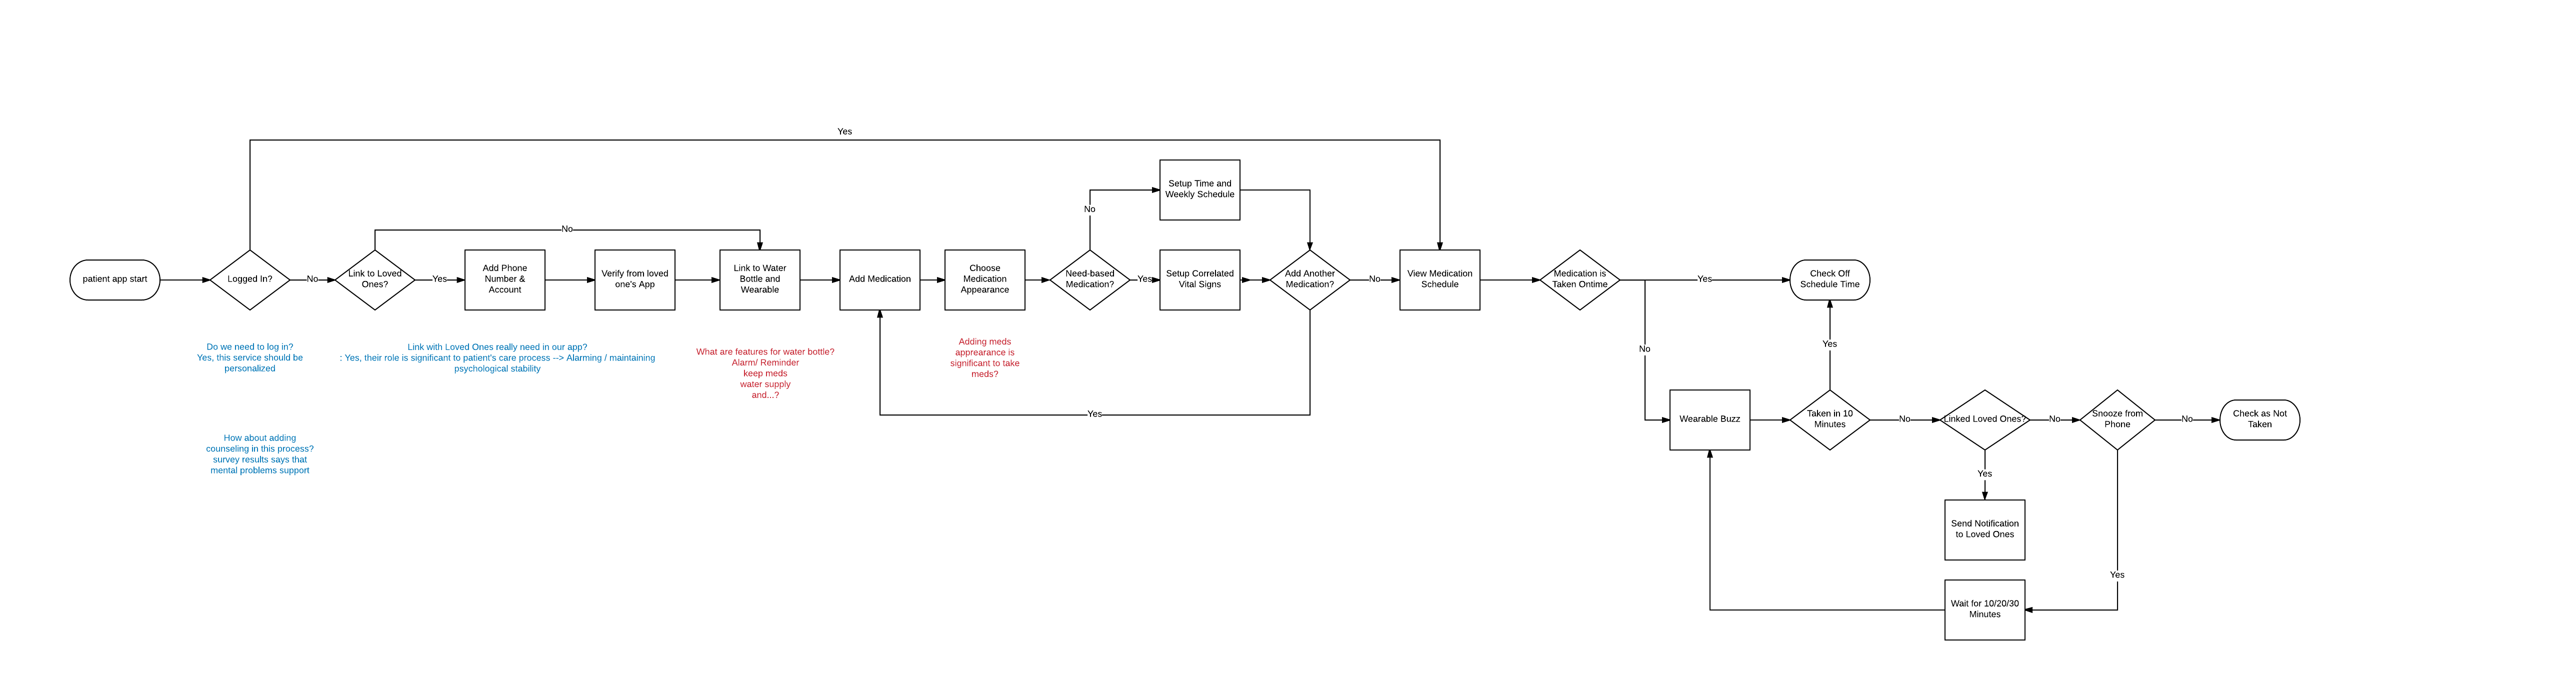 Yes
Setup Time and
Weekly Schedule
No
No
patient app start
Logged In?
No
Link to Loved
Ones?
Yes
Add Phone
Number &
Account
Verify from loved
one's App
Link to Water
Bottle and
Wearable
Add Medication
Choose
Medication
Appearance
Need-based
Medication?
Yes
Setup Correlated
Vital Signs
Add Another
Medication?
No
View Medication
Schedule
Medication is
Taken Ontime
Yes
Check Off
Schedule Time
Do we need to log in?
Yes, this service should be
personalized
Link with Loved Ones really need in our app?
: Yes, their role is significant to patient's care process --> Alarming / maintaining
psychological stability
What are features for water bottle?
Alarm/ Reminder
keep meds
water supply
and...?
Adding meds
apprearance is
significant to take
meds?
No
Yes
Yes
Wearable Buzz
Taken in 10
Minutes
No
Linked Loved Ones?
No
Snooze from
Phone
No
Check as Not
Taken
How about adding
counseling in this process?
survey results says that
mental problems support
Yes
Send Notification
to Loved Ones
Yes
Wait for 10/20/30
Minutes